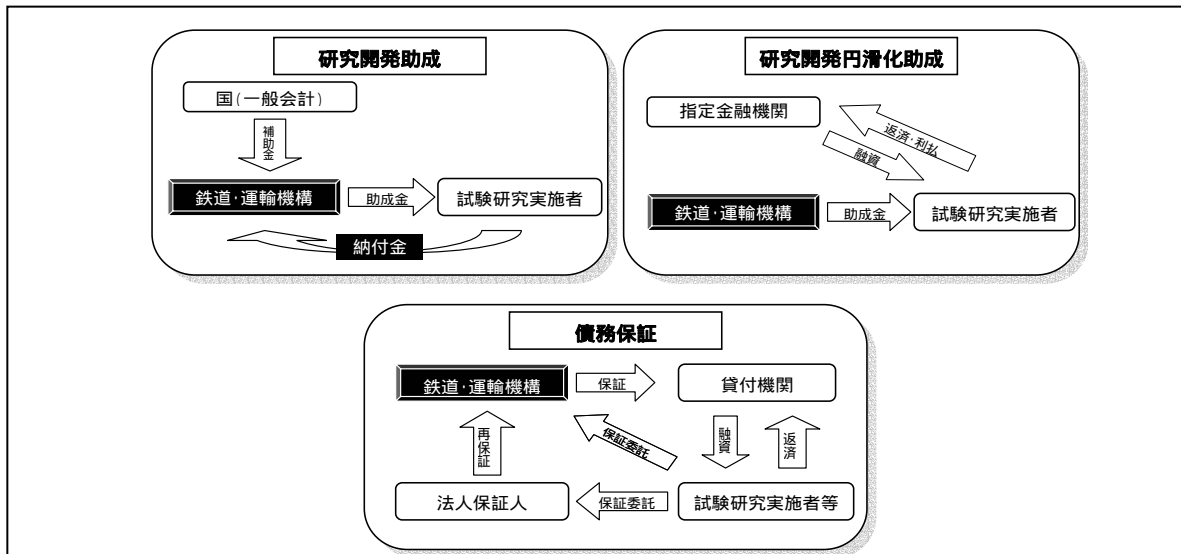 研究開発助成
国(一般会計)
補助金
鉄道・運輸機構
助成金
試験研究実施者
納付金
研究開発円滑化助成
指定金融機関
返済・利払
融資
鉄道・運輸機構
助成金
試験研究実施者
債務保証
鉄道・運輸機構
保証
貸付機関
再保証
保証委託
融資
返済
法人保証人
保証委託
試験研究実施者等